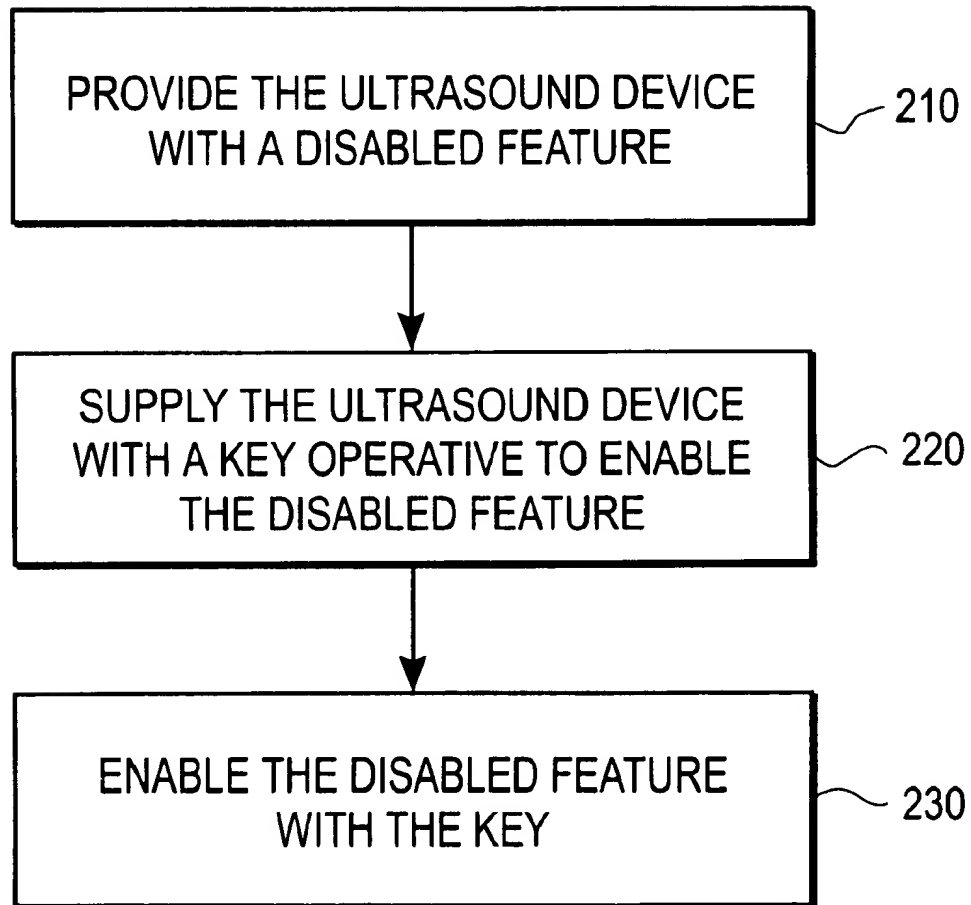 PROVIDE THE ULTRASOUND DEVICE
WITH A DISABLED FEATURE
210
SUPPLY THE ULTRASOUND DEVICE
WITH A KEY OPERATIVE TO ENABLE
THE DISABLED FEATURE
220
ENABLE THE DISABLED FEATURE
WITH THE KEY
230